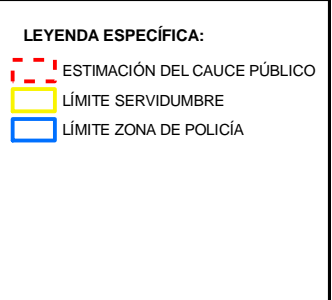 LEYENDA ESPECÍFICA:
ESTIMACIÓN DEL CAUCE PÚBLICO
LÍMITE SERVIDUMBRE
LÍMITE ZONA DE POLICÍA